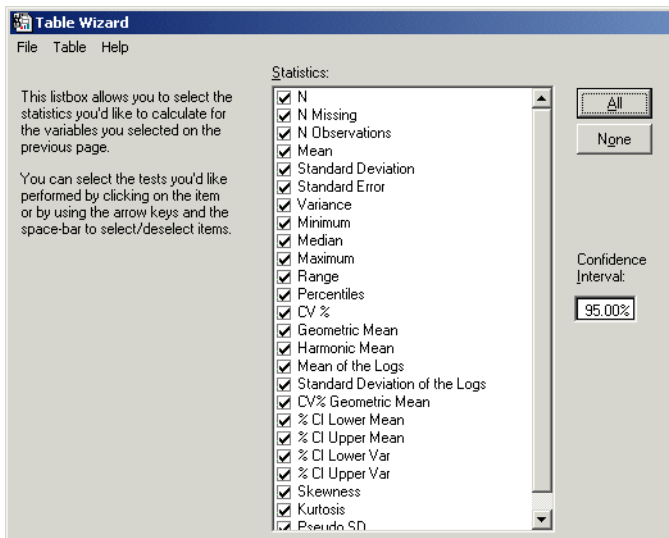 Table Wizard
File Table Help
This listbox allows you to select the
statistics you'd like to calculate for
the variables you selected on the
previous page.
You can select the tests you'd like
performed by clicking on the item
or by using the arrow keys and the
space-bar to select/deselect items.
Statistics:
N
N Missing
N Observations
Mean
Standard Deviation
Standard Error
Variance
Minimum
Median
Maximum
Range
Percentiles
CV %
Geometric Mean
Harmonic Mean
Mean of the Logs
Standard Deviation of the Logs
CV% Geometric Mean
% CI Lower Mean
% CI Upper Mean
% CI Lower Var
% CI Upper Var
Skewness
Kurtosis
Pseudo SD
All
None
Confidence
Interval:
95.00%